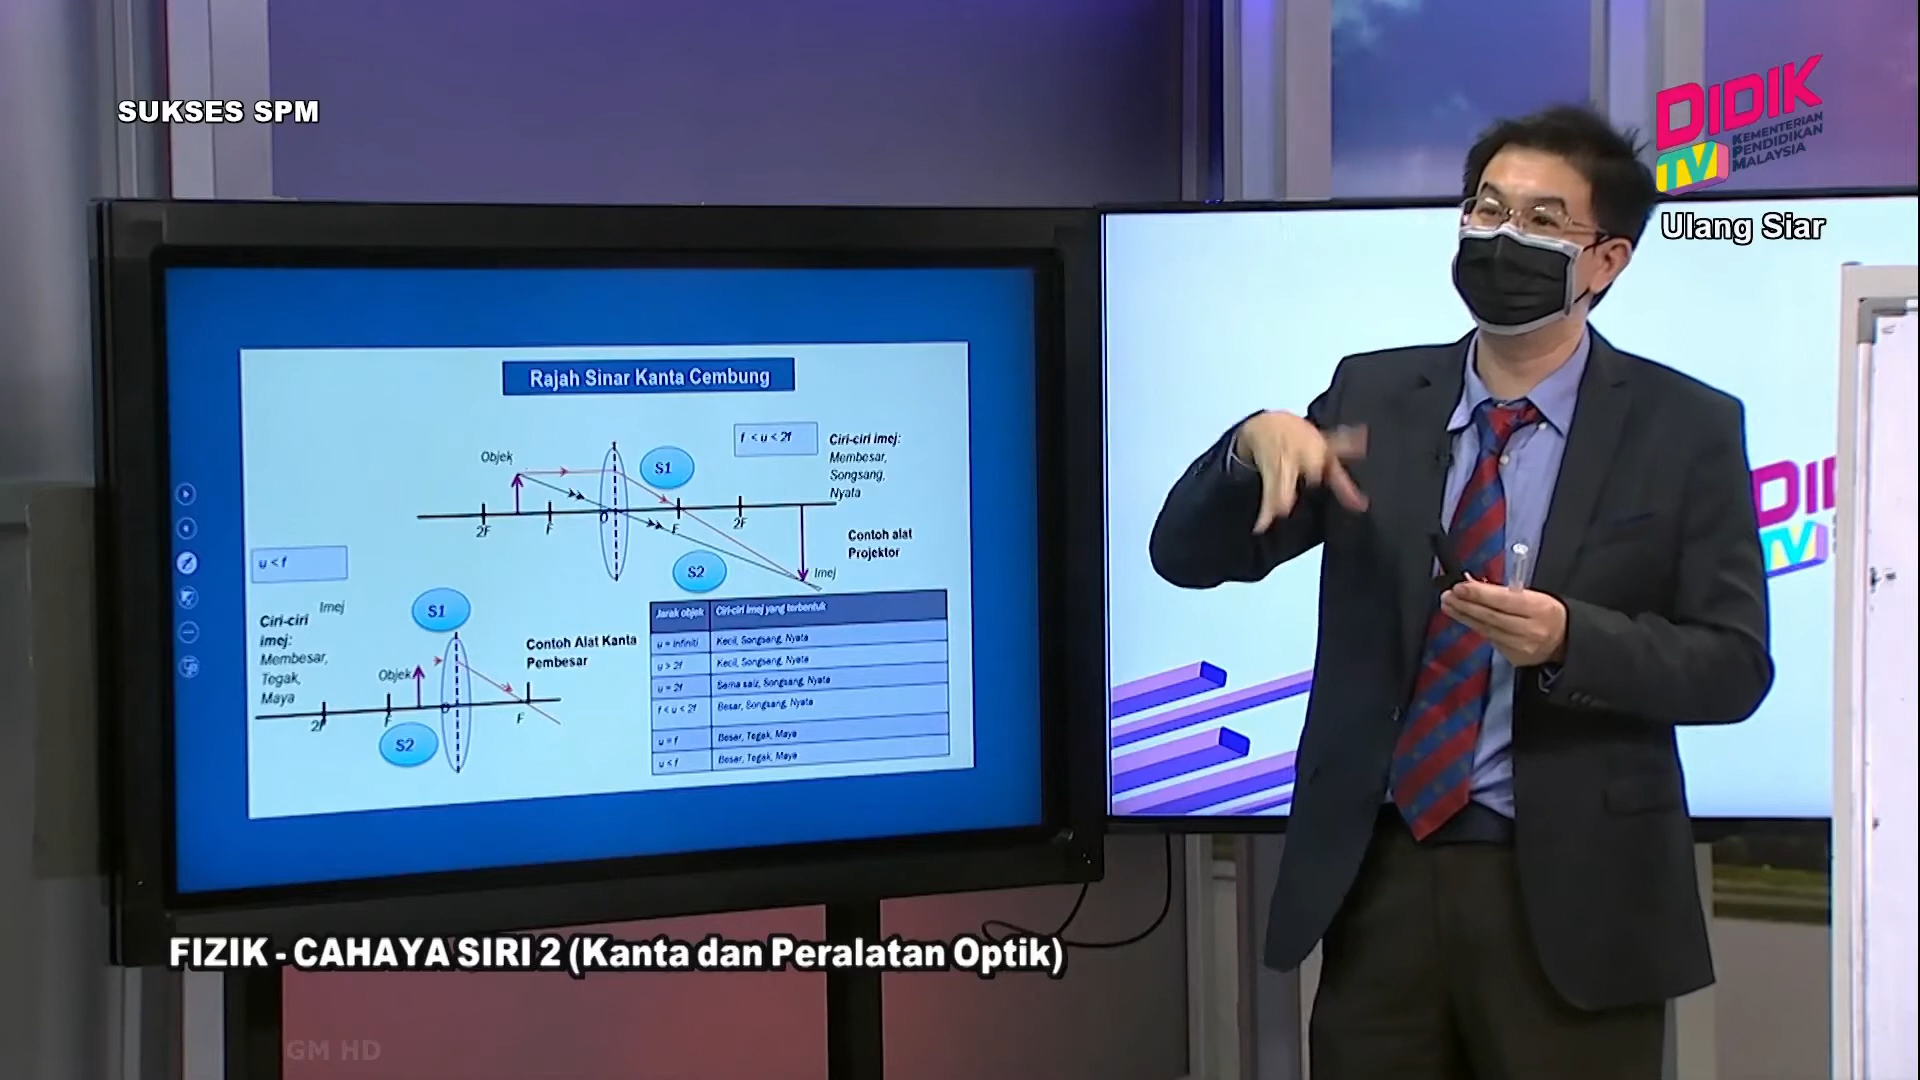 SUKSES SPM
DIDIK
TV
KEMENTERIAN
PENDIDIKAN
MALAYSIA
Ulang Siar
Rajah Sinar Kanta Cembung
f < u < 2f
Objek
S1
Ciri-ciri imej:
Membesar,
Songsang,
Nyata
2F
F
O
F
2F
Contoh alat
Projektor
S2
Imej
u < f
Imej
Ciri-ciri
imej:
Membesar,
Tegak,
Maya
S1
Contoh Alat Kanta
Pembesar
Objek
2F
F
O
F
S2
Jarak objek Ciri-ciri imej yang terbentuk
u = infiniti Kecil, Songsang, Nyata
u > 2f Kecil, Songsang, Nyata
u = 2f Sama saiz, Songsang, Nyata
f < u < 2f Besar, Songsang, Nyata
u = f Besar, Tegak, Maya
u < f Besar, Tegak, Maya
DI
TV
FIZIK - CAHAYA SIRI 2 (Kanta dan Peralatan Optik)
GM HD